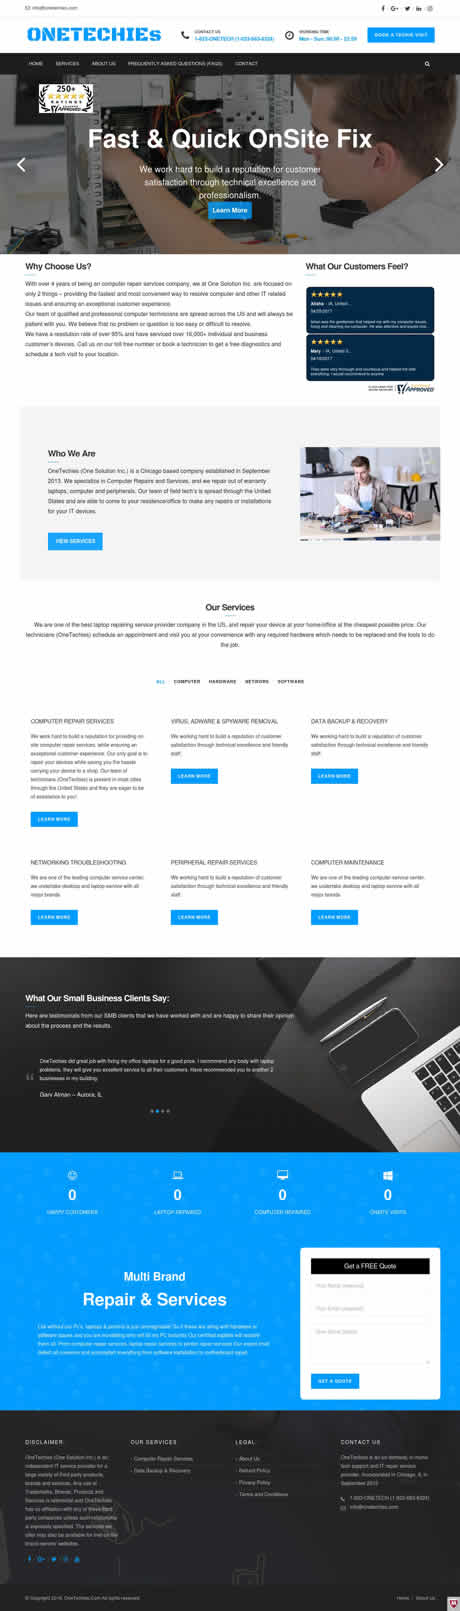 info@onetechies.com
ONETECHIEs
CONTACT US
1-833-ONETECH (1-833-663-8324)
WORKING TIME
Mon - Sun: 00:00 - 23:59
BOOK A TECHIE VISIT
HOME SERVICES ABOUT US FREQUENTLY ASKED QUESTIONS (FAQS) CONTACT
250+
RATINGS
APPROVED
Fast & Quick OnSite Fix
We work hard to build a reputation for customer
satisfaction through technical excellence and
professionalism.
Learn More
Why Choose Us?
With over 4 years of being an computer repair services company, we at One Solution Inc. are focused on
only 2 things – providing the fastest and most convenient way to resolve computer and other IT related
issues and ensuring an exceptional customer experience.
Our team of qualified and professional computer technicians are spread across the US and will always be
patient with you. We believe that no problem or question is too easy or difficult to resolve.
We have a resolution rate of over 95% and have serviced over 16,000+ individual and business
customer's devices. Call us on our toll free number or book a technician to get a free diagnostics and
schedule a tech visit to your location.
What Our Customers Feel?
04/20/2017
Mary
04/19/2017
APPROVED
Who We Are
OneTechies (One Solution Inc.) is a Chicago based company established in September
2013. We specialize in Computer Repairs and Services, and we repair out of warranty
laptops, computer and peripherals. Our team of field tech's is spread through the United
States and are able to come to your residence/office to make any repairs or installations
for your IT devices.
VIEW SERVICES
Our Services
We are one of the best laptop repairing service provider company in the US, and repair your device at your home/office at the cheapest possible price. Our
technicians (OneTechies) schedule an appointment and visit you at your convenience with any required hardware which needs to be replaced and the tools to do
the job.
ALL COMPUTER HARDWARE NETWORK SOFTWARE
COMPUTER REPAIR SERVICES
We work hard to build a reputation for providing on
site computer repair services, while ensuring an
exceptional customer experience. Our only goal is to
repair your devices while saving you the hassle
carrying your device to a shop. Our team of
technicians (OneTechies) is present in most cities
through the United States and they are eager to be
of assistance to you!
LEARN MORE
VIRUS, ADWARE & SPYWARE REMOVAL
We working hard to build a reputation of customer
satisfaction through technical excellence and friendly
staff.
LEARN MORE
DATA BACKUP & RECOVERY
We working hard to build a reputation of customer
satisfaction through technical excellence and friendly
staff.
LEARN MORE
NETWORKING TROUBLESHOOTING
We are one of the leading computer service center,
we undertake desktop and laptop service with all
major brands.
LEARN MORE
PERIPHERAL REPAIR SERVICES
We working hard to build a reputation of customer
satisfaction through technical excellence and friendly
staff.
LEARN MORE
COMPUTER MAINTENANCE
We are one of the leading computer service center,
we undertake desktop and laptop service with all
major brands.
LEARN MORE
What Our Small Business Clients Say:
Here are testimonials from our SMB clients that we have worked with and are happy to share their opinion
about the process and the results.
OneTechies did great job with fixing my office laptops for a good price. I recommend any body with laptop
problems, they will give you excellent service to all their customers. Have recommended you to another 2
businesses in my building.
Garv Alman – Aurora, IL
0
HAPPY CUSTOMERS
0
LAPTOP REPAIRED
0
COMPUTER REPAIRED
0
ONSITE VISITS
Multi Brand
Repair & Services
Get a FREE Quote
GET A QUOTE
DISCLAIMER
OneTechies (One Solution Inc.) is an
independent IT service provider for a
large variety of third party products,
brands and services. Any use of
Trademarks, Brands, Products and
Services is referential and OneTechies
has no affiliation with any of these third
party companies unless such relationship
is expressly specified. The services we
offer may also be available for free on the
brand owners' websites.
OUR SERVICES
Computer Repair Services
Data Backup & Recovery
LEGAL
About Us
Refund Policy
Privacy Policy
Terms and Conditions
CONTACT US
OneTechies is an on demand, in-home
tech support and IT repair service
provider. Incorporated in Chicago, IL in
September 2013
1-833-ONETECH (1-833-663-8324)
info@onetechies.com
© Copyright 2018, OneTechies.Com All rights reserved
Home About Us